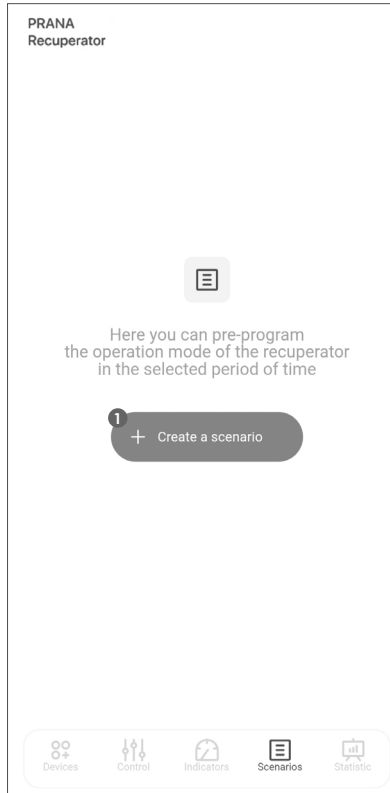 PRANA
Recuperator
Here you can pre-program
the operation mode of the recuperator
in the selected period of time
1
Create a scenario
Devices
Control
Indicators
Scenarios
Statistic